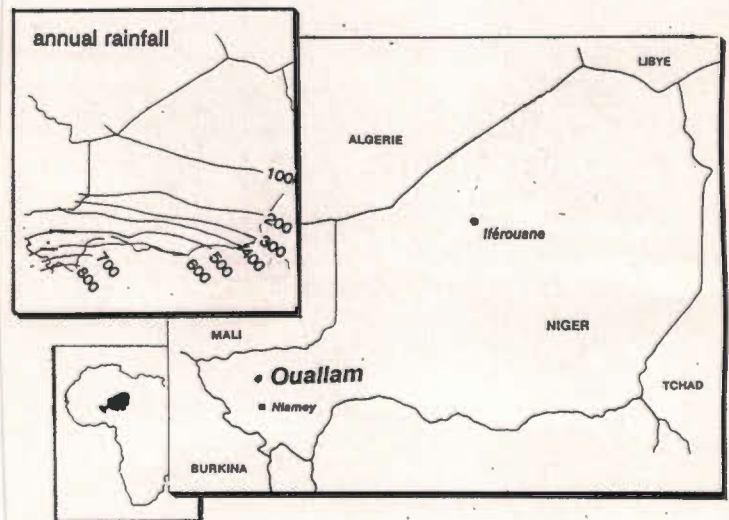 annual rainfall
100
200
300
400
500
600
700
800
LIBYE
ALGERIE
Iférouane
MALI
NIGER
Ouallam
Niamey
TCHAD
BURKINA